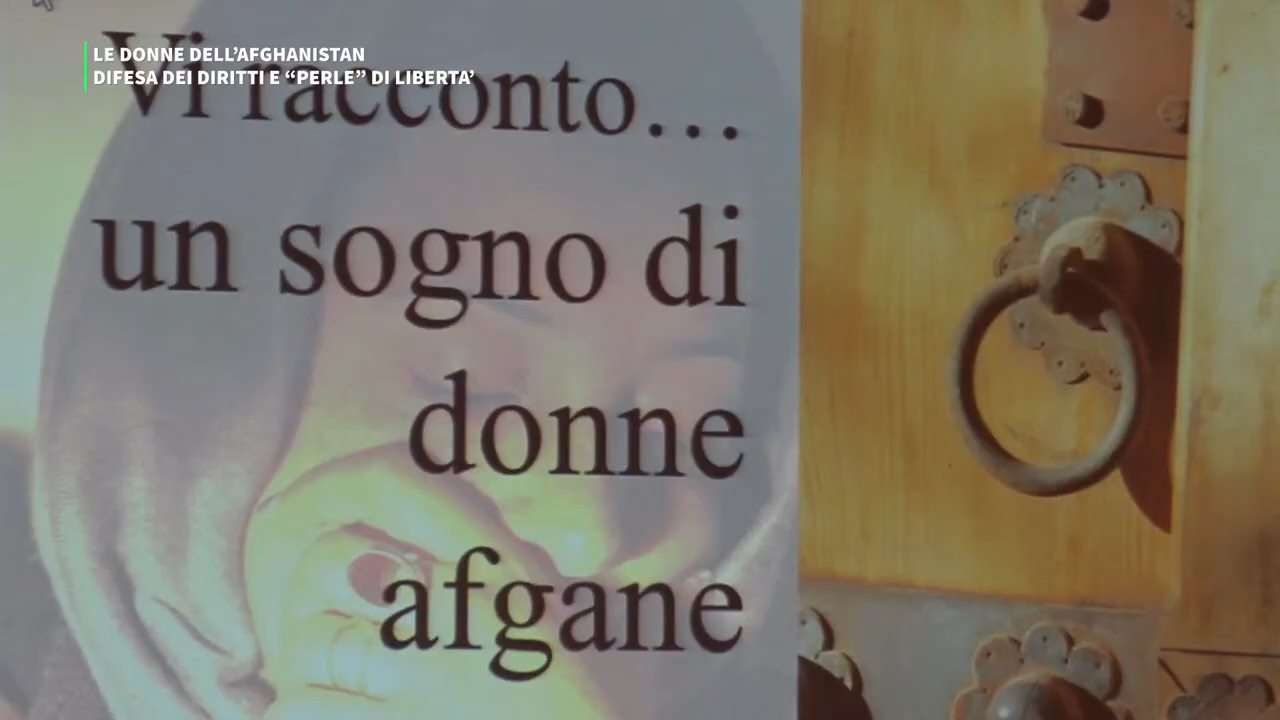 LE DONNE DELL'AFGHANISTAN
DIFESA DEI DIRITTI E “PERLE” DI LIBERTA'
Vi racconto...
un sogno di
donne
afgane